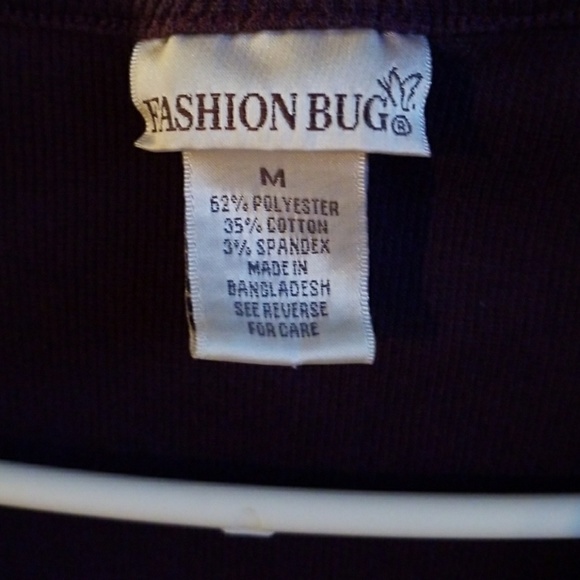 FASHION BUG®
M
62% POLYESTER
35% COTTON
3% SPANDEX
MADE IN
BANGLADESH
SEE REVERSE
FOR CARE